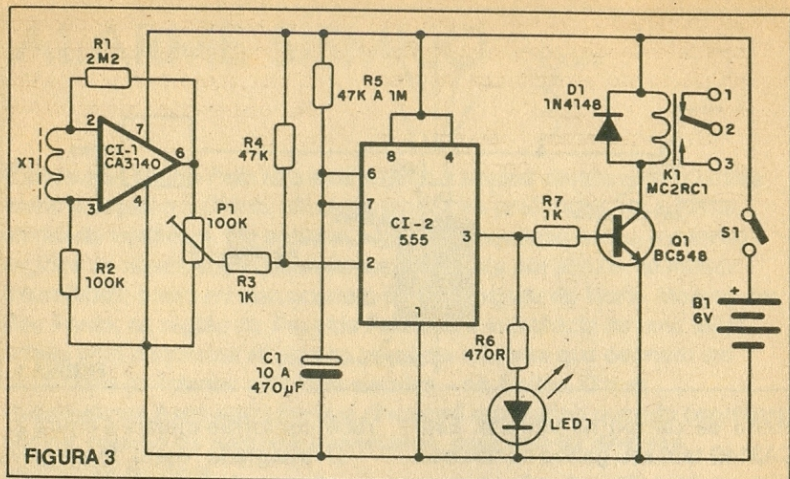 R1
2M2
2
7
CI-1
CA3140
6
3
4
X1
R2
100K
P1
100K
R3
1K
R4
47K
R5
47K A 1M
C1
10 A
470µF
8
4
6
7
CI-2
555
3
2
1
R7
1K
R6
470R
LED1
D1
1N4148
K1
MC2RC1
1
2
3
Q1
BC548
S1
+
B1
6V
FIGURA 3